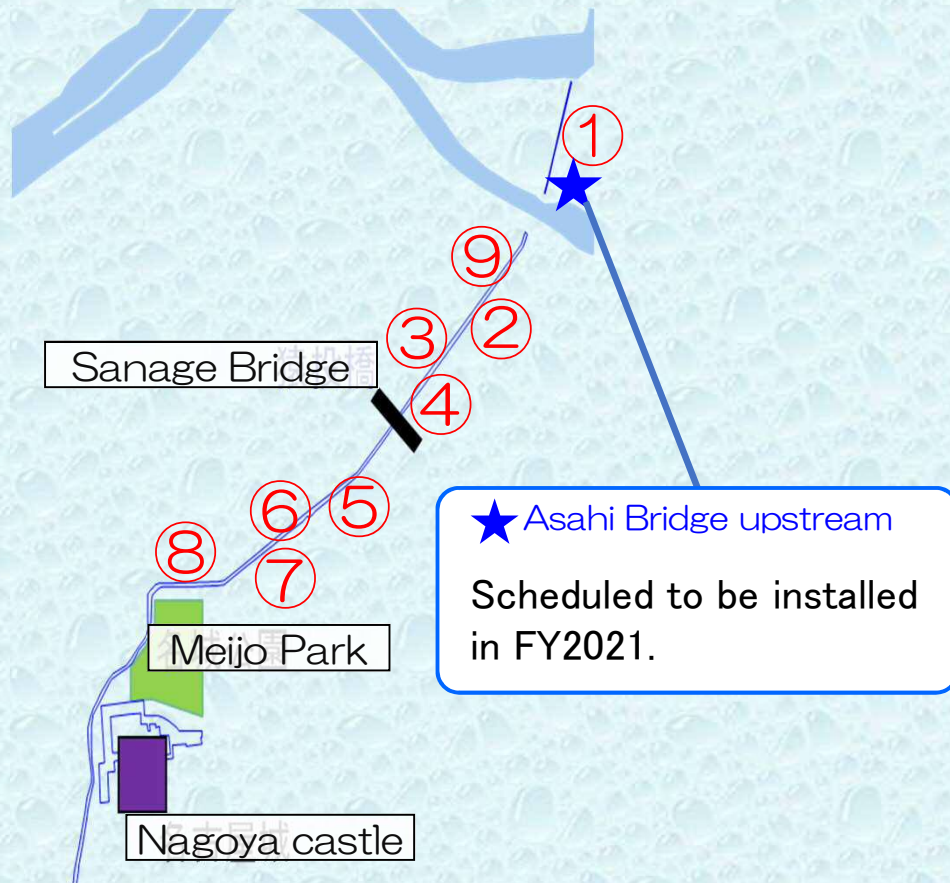 ①
⑨
②
③
Sanage Bridge
④
⑤
⑥
⑦
⑧
★Asahi Bridge upstream
Scheduled to be installed
in FY2021.
Meijo Park
Nagoya castle